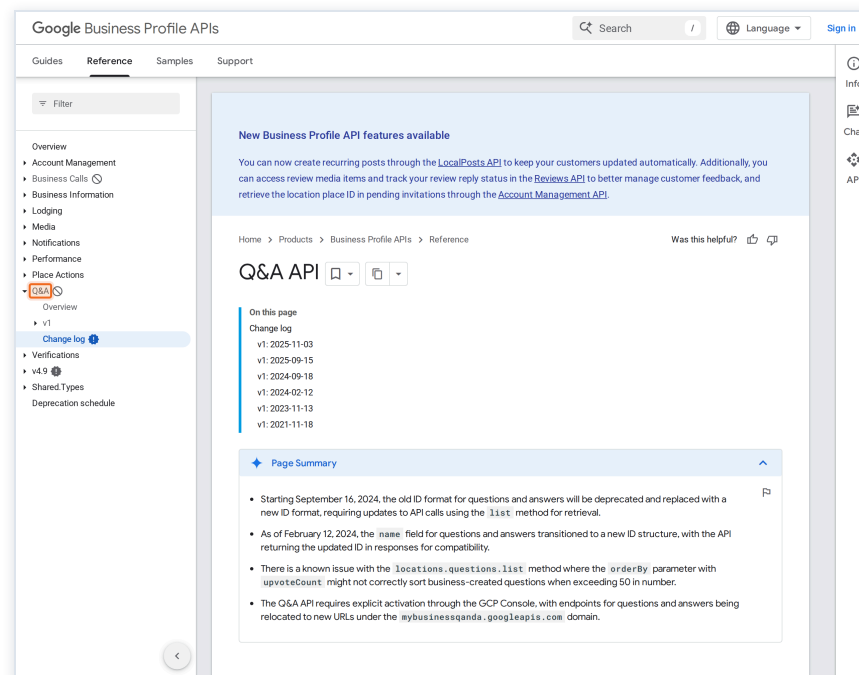 Google Business Profile APIs
Search /
Language
Sign in
Guides Reference Samples Support
Filter
Overview
Account Management
Business Calls
Business Information
Lodging
Media
Notifications
Performance
Place Actions
Q&A
Overview
v1
Change log
Verifications
v4.9
Shared.Types
Deprecation schedule
New Business Profile API features available
You can now create recurring posts through the LocalPosts API to keep your customers updated automatically. Additionally, you
can access review media items and track your review reply status in the Reviews API to better manage customer feedback, and
retrieve the location place ID in pending invitations through the Account Management API.
Home > Products > Business Profile APIs > Reference
Was this helpful?
Q&A API
On this page
Change log
v1: 2025-11-03
v1: 2025-09-15
v1: 2024-09-18
v1: 2024-02-12
v1: 2023-11-13
v1: 2021-11-18
Page Summary
• Starting September 16, 2024, the old ID format for questions and answers will be deprecated and replaced with a
new ID format, requiring updates to API calls using the list method for retrieval.
• As of February 12, 2024, the name field for questions and answers transitioned to a new ID structure, with the API
returning the updated ID in responses for compatibility.
• There is a known issue with the locations.questions.list method where the orderBy parameter with
upvoteCount might not correctly sort business-created questions when exceeding 50 in number.
• The Q&A API requires explicit activation through the GCP Console, with endpoints for questions and answers being
relocated to new URLs under the mybusinessqanda.googleapis.com domain.